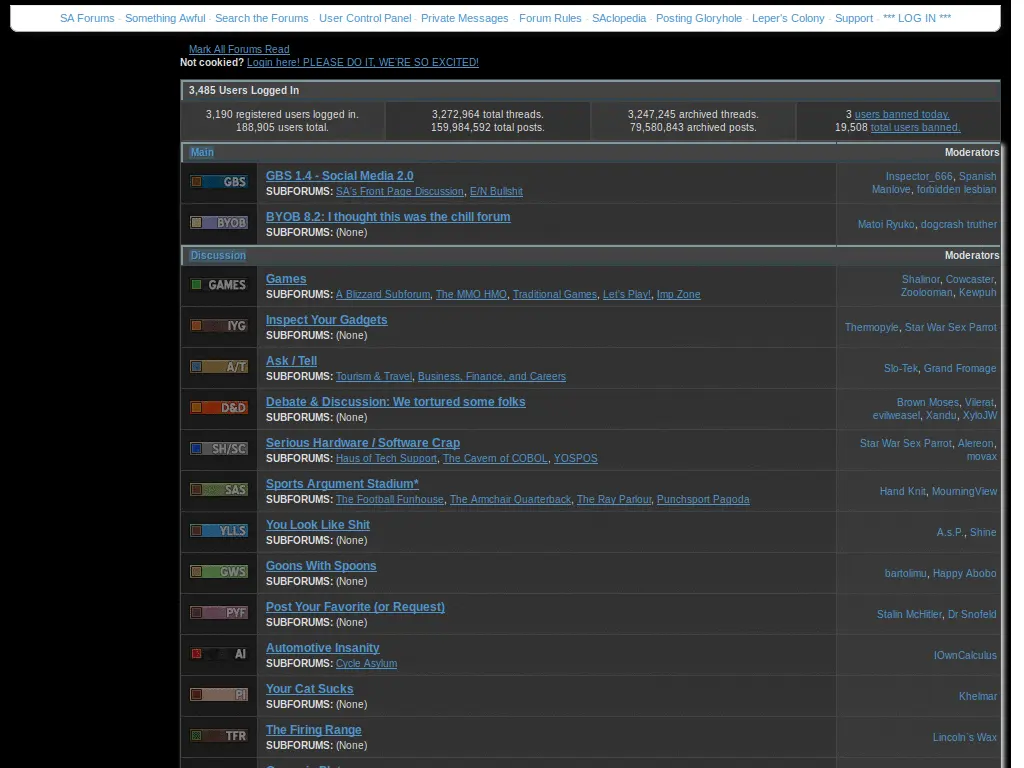 SA Forums - Something Awful - Search the Forums - User Control Panel - Private Messages - Forum Rules - SAclopedia - Posting Gloryhole - Leper's Colony - Support - *** LOG IN ***
Mark All Forums Read
Not cookied? Login here! PLEASE DO IT, WE'RE SO EXCITED!
3,485 Users Logged In
3,190 registered users logged in.
188,905 users total.
3,272,964 total threads.
159,984,592 total posts.
3,247,245 archived threads.
79,580,843 archived posts.
3 users banned today.
19,508 total users banned.
Main Moderators
GBS
GBS 1.4 - Social Media 2.0
SUBFORUMS: SA's Front Page Discussion, E/N Bullshit
Inspector_666, Spanish
Manlove, forbidden lesbian
BYOB
BYOB 8.2: I thought this was the chill forum
SUBFORUMS: (None)
Matoi Ryuko, dogcrash truther
Discussion Moderators
GAMES
Games
SUBFORUMS: A Blizzard Subforum, The MMO HMO, Traditional Games, Let's Play!, Imp Zone
Shalinor, Cowcaster,
Zoolooman, Kewpuh
IYG
Inspect Your Gadgets
SUBFORUMS: (None)
Thermopyle, Star War Sex Parrot
A/T
Ask / Tell
SUBFORUMS: Tourism & Travel, Business, Finance, and Careers
Slo-Tek, Grand Fromage
D&D
Debate & Discussion: We tortured some folks
SUBFORUMS: (None)
Brown Moses, Vilerat,
evilweasel, Xandu, XyloJW
SH/SC
Serious Hardware / Software Crap
SUBFORUMS: Haus of Tech Support, The Cavern of COBOL, YOSPOS
Star War Sex Parrot, Alereon,
movax
SAS
Sports Argument Stadium*
SUBFORUMS: The Football Funhouse, The Armchair Quarterback, The Ray Parlour, Punchsport Pagoda
Hand Knit, MourningView
YLLS
You Look Like Shit
SUBFORUMS: (None)
A.s.P., Shine
GWS
Goons With Spoons
SUBFORUMS: (None)
bartolimu, Happy Abobo
PYF
Post Your Favorite (or Request)
SUBFORUMS: (None)
Stalin McHitler, Dr Snofeld
AI
Automotive Insanity
SUBFORUMS: Cycle Asylum
IOwnCalculus
PI
Your Cat Sucks
SUBFORUMS: (None)
Khelmar
TFR
The Firing Range
SUBFORUMS: (None)
Lincoln`s Wax